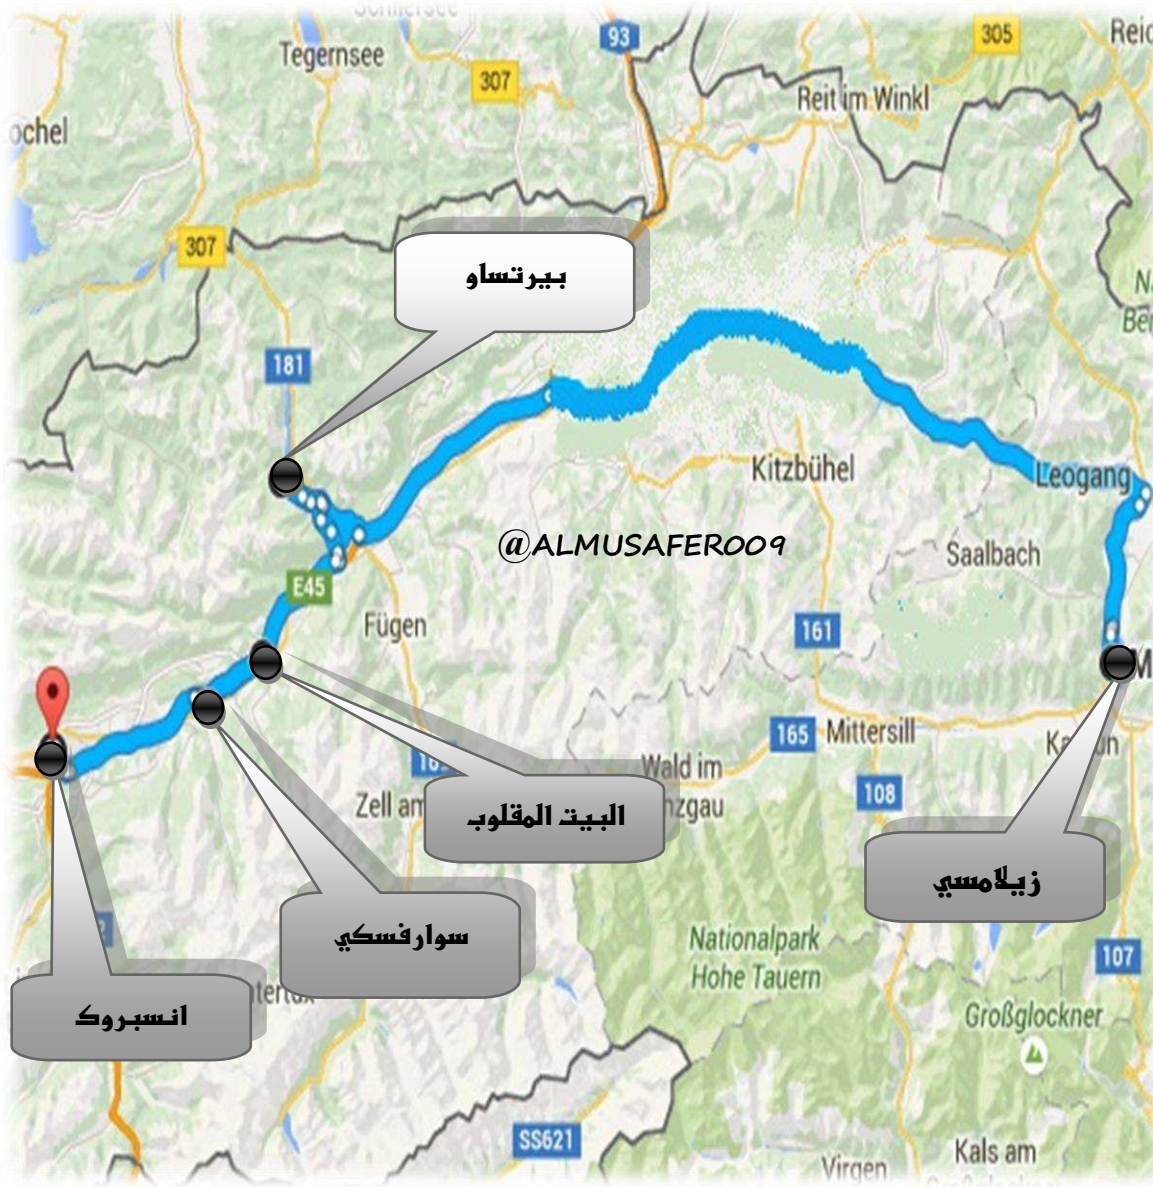 Tegernsee
93
305
307
Reit im Winkl
ochel
307
بيرتساو
181
Kitzbühel
Leogang
@ALMUSAFER009
Saalbach
E45
Fügen
161
165
Mittersill
Wald im
Zell am
108
البيت المقلوب
زيلامسي
سوارفسكي
Nationalpark
Hohe Tauern
107
انسبروك
Großglockner
SS621
Kals am
Virgen